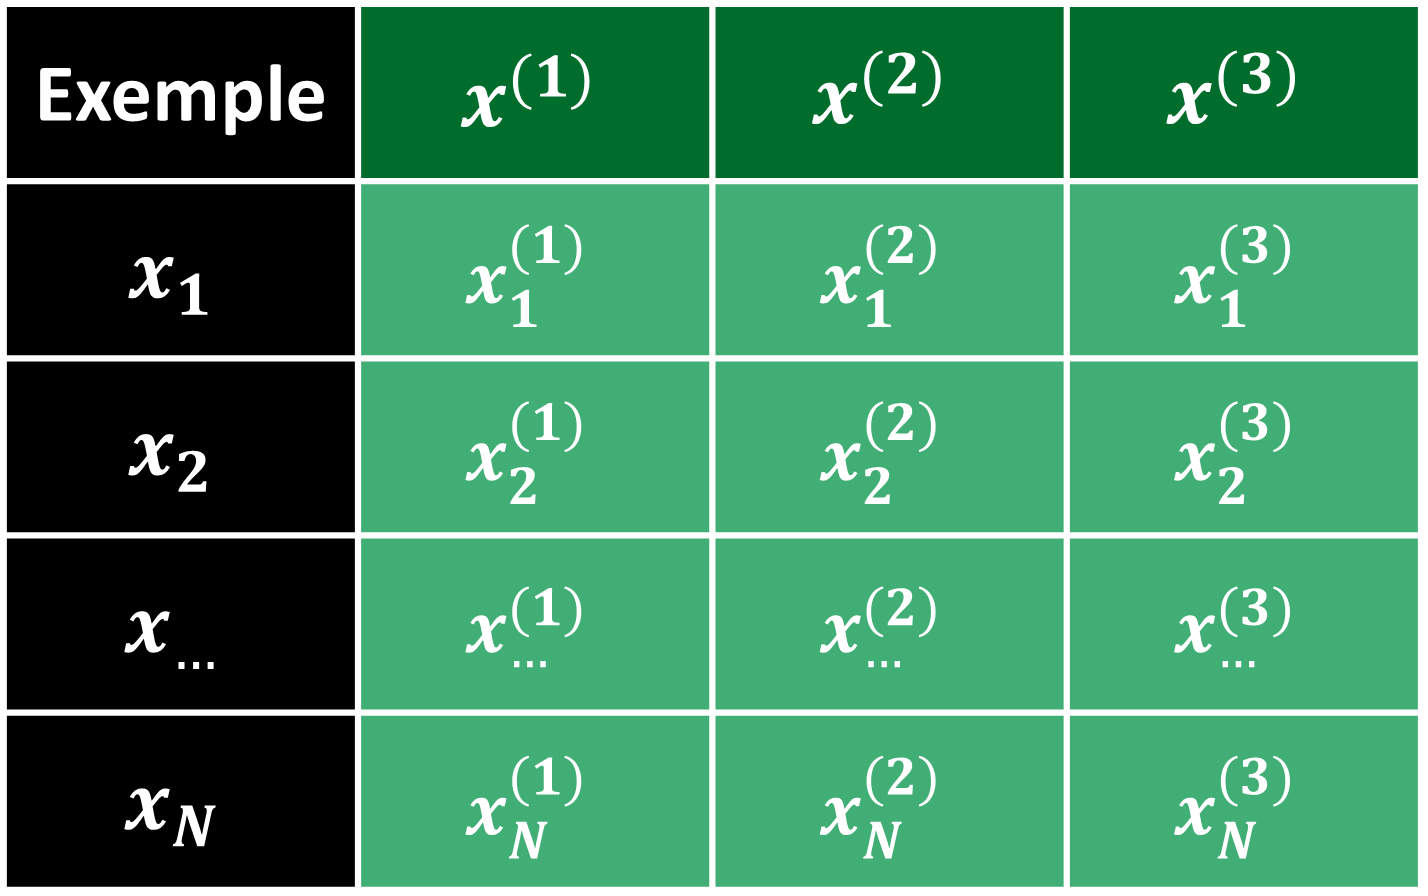 Exemple x^(1) x^(2) x^(3)
x_1 x_1^(1) x_1^(2) x_1^(3)
x_2 x_2^(1) x_2^(2) x_2^(3)
x_... x_...^(1) x_...^(2) x_...^(3)
x_N x_N^(1) x_N^(2) x_N^(3)